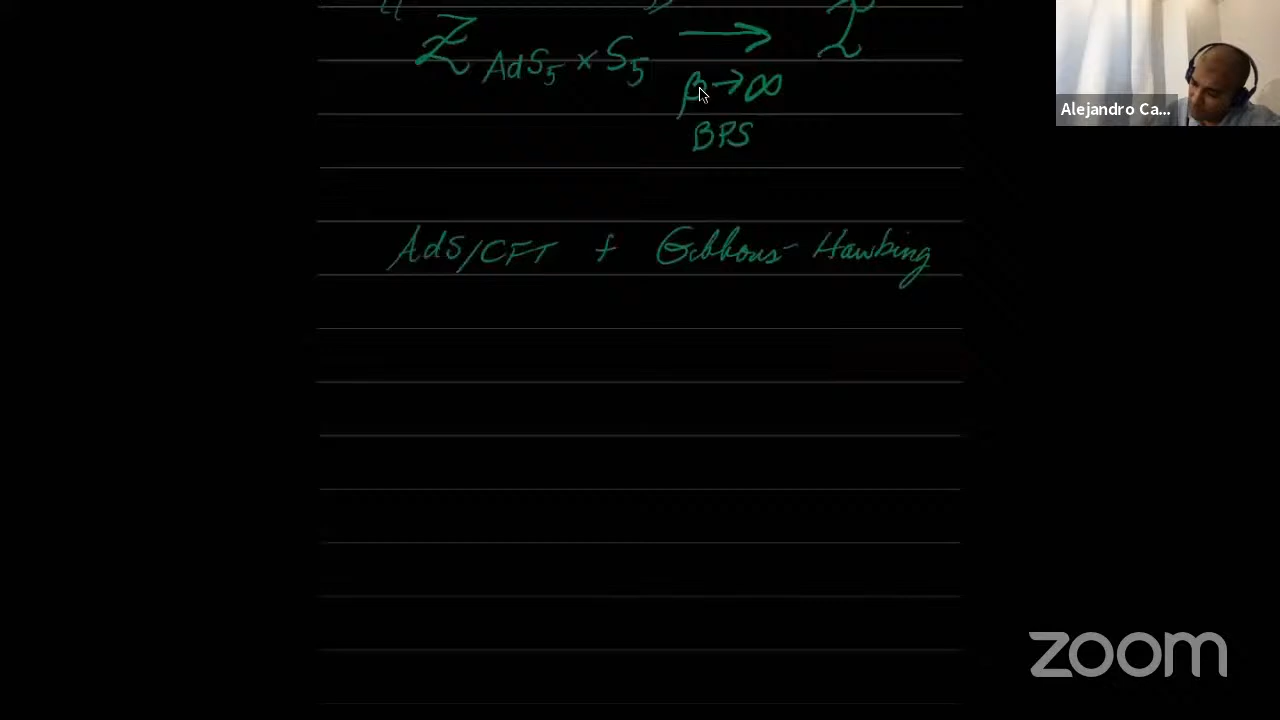 Z AdS5 × S5 → I
β→∞
BPS
AdS/CFT + Gibbons-Hawking
Alejandro Ca...
zoom